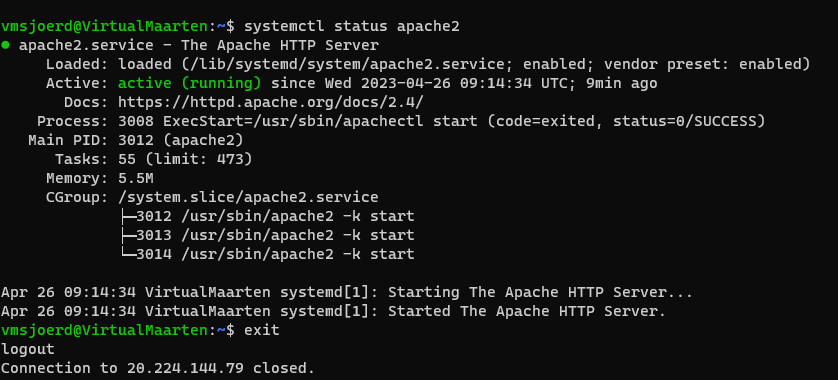 vmsjoerd@VirtualMaarten:~$ systemctl status apache2
● apache2.service - The Apache HTTP Server
     Loaded: loaded (/lib/systemd/system/apache2.service; enabled; vendor preset: enabled)
     Active: active (running) since Wed 2023-04-26 09:14:34 UTC; 9min ago
       Docs: https://httpd.apache.org/docs/2.4/
    Process: 3008 ExecStart=/usr/sbin/apachectl start (code=exited, status=0/SUCCESS)
   Main PID: 3012 (apache2)
      Tasks: 55 (limit: 473)
     Memory: 5.5M
     CGroup: /system.slice/apache2.service
             ├─3012 /usr/sbin/apache2 -k start
             ├─3013 /usr/sbin/apache2 -k start
             └─3014 /usr/sbin/apache2 -k start

Apr 26 09:14:34 VirtualMaarten systemd[1]: Starting The Apache HTTP Server...
Apr 26 09:14:34 VirtualMaarten systemd[1]: Started The Apache HTTP Server.
vmsjoerd@VirtualMaarten:~$ exit
logout
Connection to 20.224.144.79 closed.